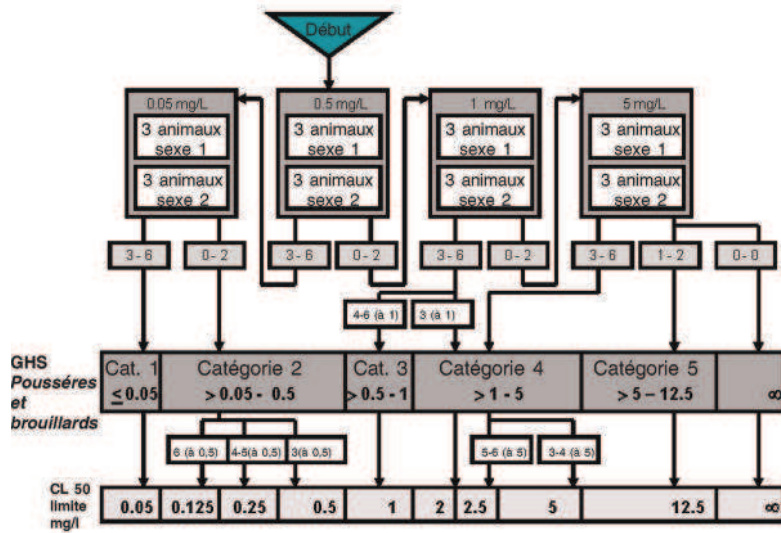 Début
0.05 mg/L
0.5 mg/L
1 mg/L
5 mg/L
3 animaux
sexe 1
3 animaux
sexe 1
3 animaux
sexe 1
3 animaux
sexe 1
3 animaux
sexe 2
3 animaux
sexe 2
3 animaux
sexe 2
3 animaux
sexe 2
3 - 6
0 - 2
3 - 6
0 - 2
3 - 6
0 - 2
3 - 6
1 - 2
0 - 0
4-6 (à 1)
3 (à 1)
GHS
Pousséres
et
brouillards
Cat. 1
≤ 0.05
Catégorie 2
> 0.05 - 0.5
Cat. 3
> 0.5 - 1
Catégorie 4
> 1 - 5
Catégorie 5
> 5 – 12.5
∞
6 (à 0,5)
4-5(à 0,5)
3(à 0,5)
5-6 (à 5)
3-4 (à 5)
CL 50
limite
mg/l
0.05
0.125
0.25
0.5
1
2
2.5
5
12.5
∞